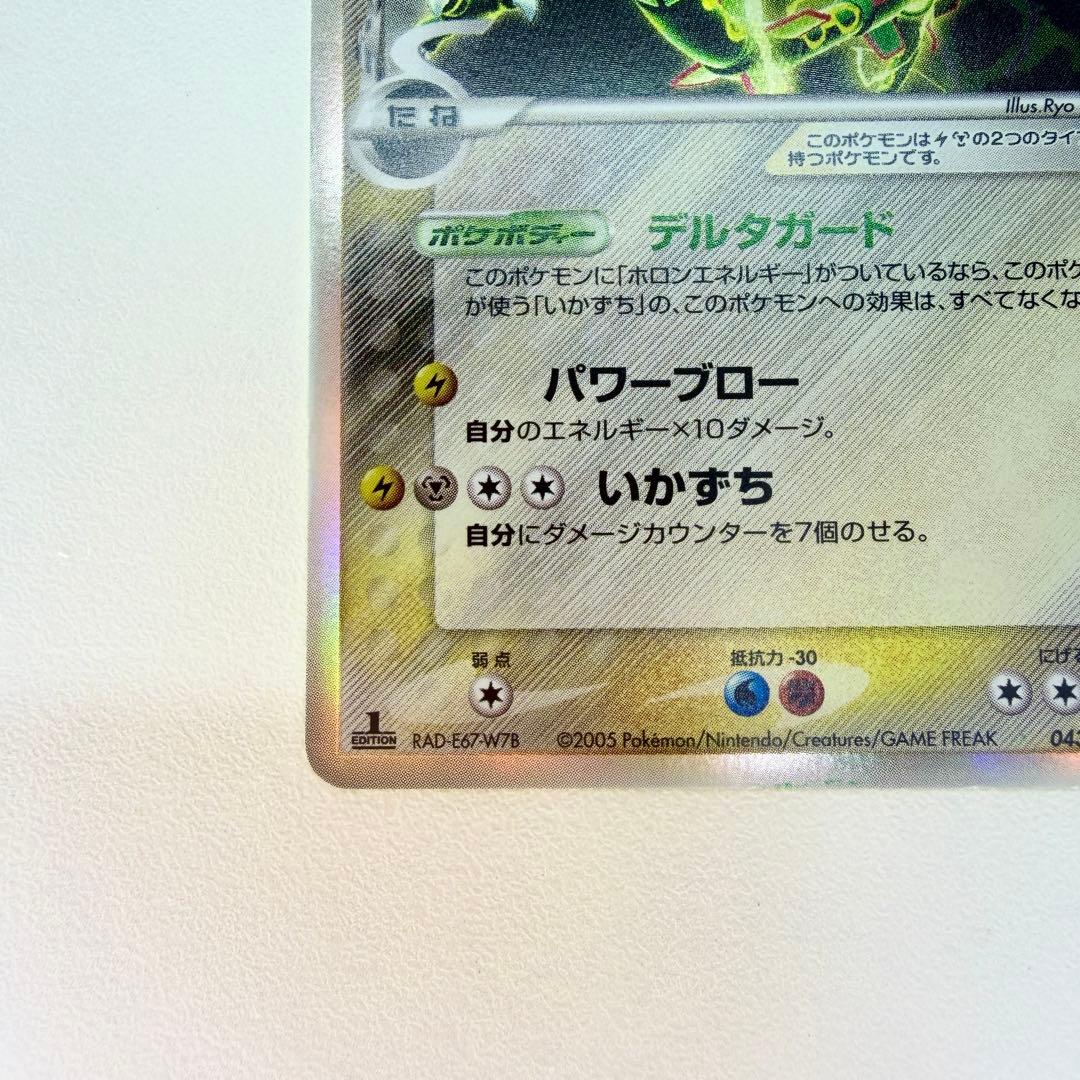 たね
Illus.Ryo
このポケモンはの2つのタイ
持つポケモンです。
ポケボディー デルタガード
このポケモンに「ホロンエネルギー」がついているなら、このポケ
が使う「いかずち」の、このポケモンへの効果は、すべてなくな
パワーブロー
自分のエネルギー×10ダメージ。
いかずち
自分にダメージカウンターを7個のせる。
弱点 抵抗力 -30 にげる
1 EDITION RAD-E67-W7B ©2005 Pokémon/Nintendo/Creatures/GAME FREAK 043